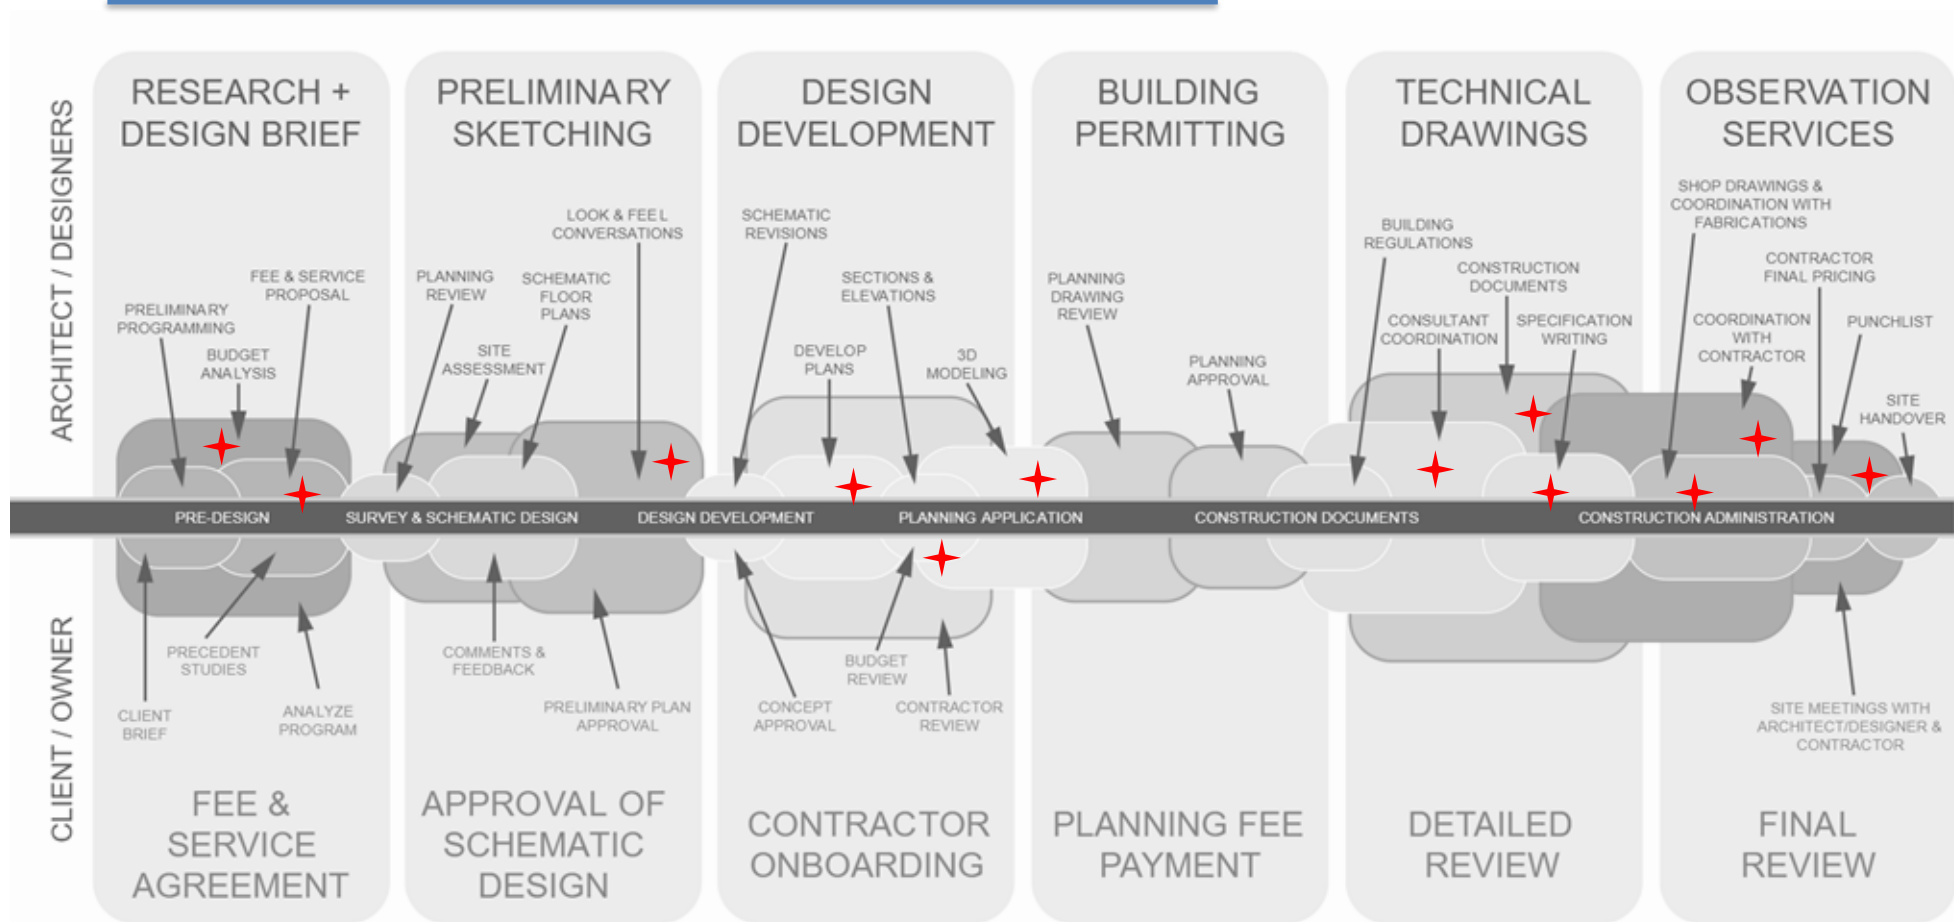 ARCHITECT / DESIGNERS
CLIENT / OWNER
RESEARCH +
DESIGN BRIEF
PRELIMINARY
SKETCHING
DESIGN
DEVELOPMENT
BUILDING
PERMITTING
TECHNICAL
DRAWINGS
OBSERVATION
SERVICES
PRELIMINARY
PROGRAMMING
BUDGET
ANALYSIS
FEE & SERVICE
PROPOSAL
PLANNING
REVIEW
SITE
ASSESSMENT
SCHEMATIC
FLOOR
PLANS
LOOK & FEEL
CONVERSATIONS
SCHEMATIC
REVISIONS
DEVELOP
PLANS
SECTIONS &
ELEVATIONS
3D
MODELING
PLANNING
DRAWING
REVIEW
PLANNING
APPROVAL
BUILDING
REGULATIONS
CONSULTANT
COORDINATION
CONSTRUCTION
DOCUMENTS
SPECIFICATION
WRITING
SHOP DRAWINGS &
COORDINATION WITH
FABRICATIONS
COORDINATION
WITH
CONTRACTOR
CONTRACTOR
FINAL PRICING
PUNCHLIST
SITE
HANDOVER
PRE-DESIGN
SURVEY & SCHEMATIC DESIGN
DESIGN DEVELOPMENT
PLANNING APPLICATION
CONSTRUCTION DOCUMENTS
CONSTRUCTION ADMINISTRATION
CLIENT
BRIEF
PRECEDENT
STUDIES
ANALYZE
PROGRAM
COMMENTS &
FEEDBACK
PRELIMINARY PLAN
APPROVAL
CONCEPT
APPROVAL
BUDGET
REVIEW
CONTRACTOR
REVIEW
SITE MEETINGS WITH
ARCHITECT/DESIGNER &
CONTRACTOR
FEE &
SERVICE
AGREEMENT
APPROVAL OF
SCHEMATIC
DESIGN
CONTRACTOR
ONBOARDING
PLANNING FEE
PAYMENT
DETAILED
REVIEW
FINAL
REVIEW